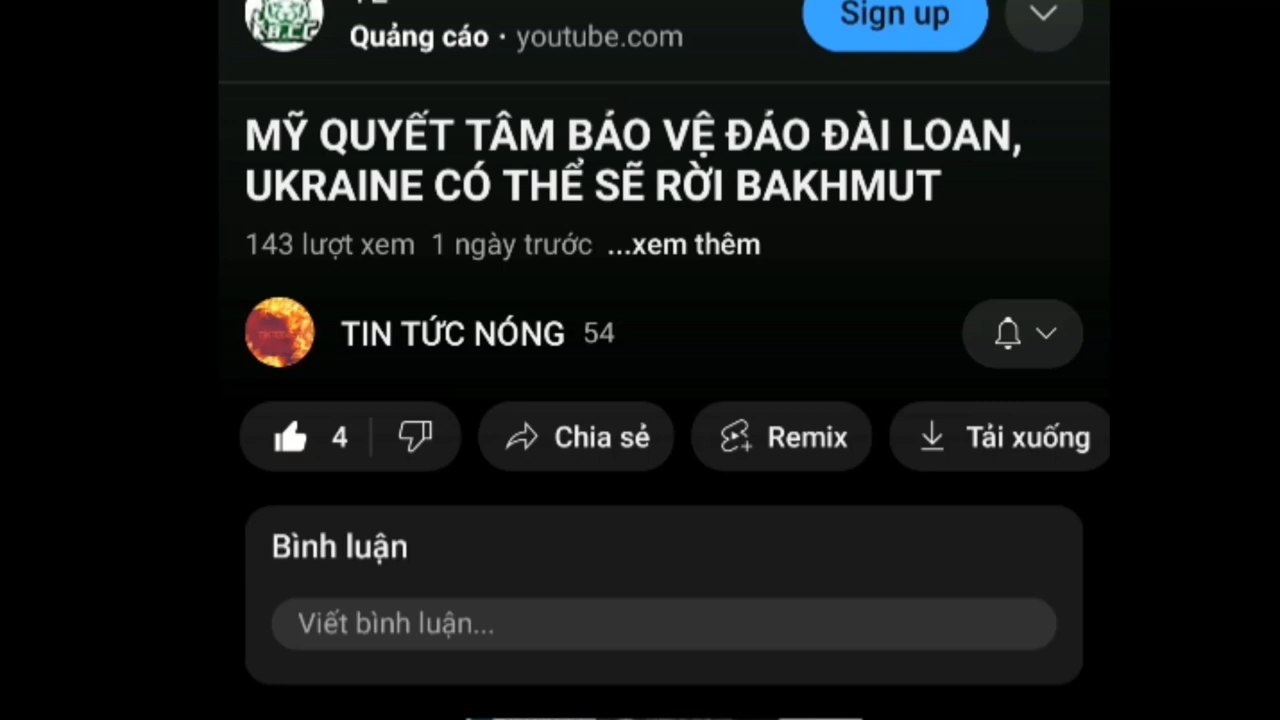 Quảng cáo · youtube.com
Sign up
MỸ QUYẾT TÂM BẢO VỆ ĐẢO ĐÀI LOAN,
UKRAINE CÓ THỂ SẼ RỜI BAKHMUT
143 lượt xem 1 ngày trước ...xem thêm
TIN TỨC NÓNG 54
4 Chia sẻ Remix Tải xuống
Bình luận
Viết bình luận...